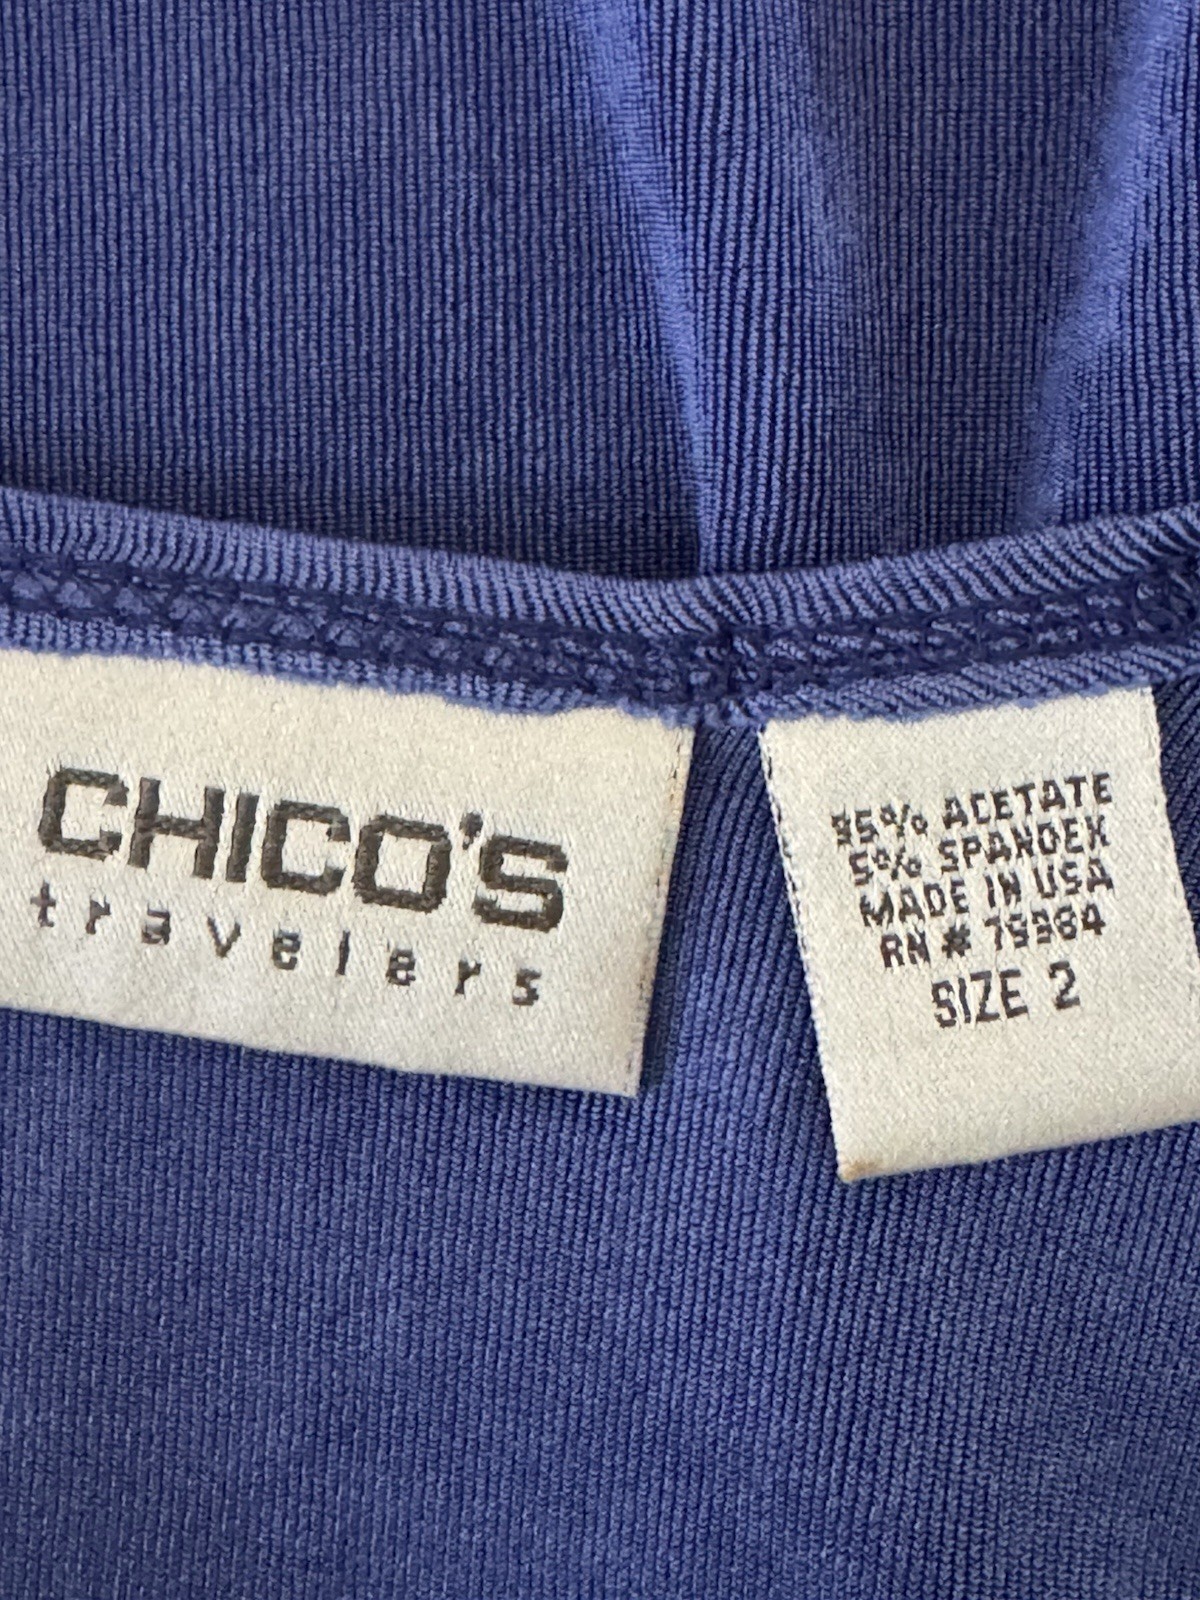 CHICO'S
travelers
95% ACETATE
5% SPANDEX
MADE IN USA
RN # 79984
SIZE 2